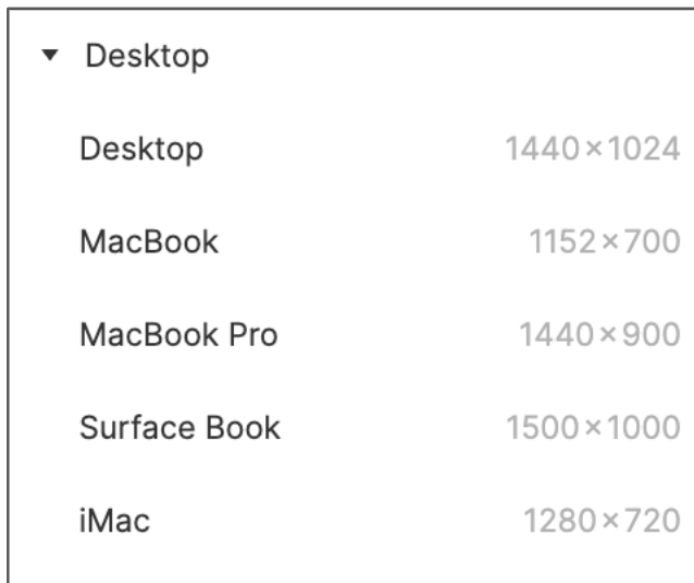 Desktop
Desktop 1440×1024
MacBook 1152×700
MacBook Pro 1440×900
Surface Book 1500×1000
iMac 1280×720